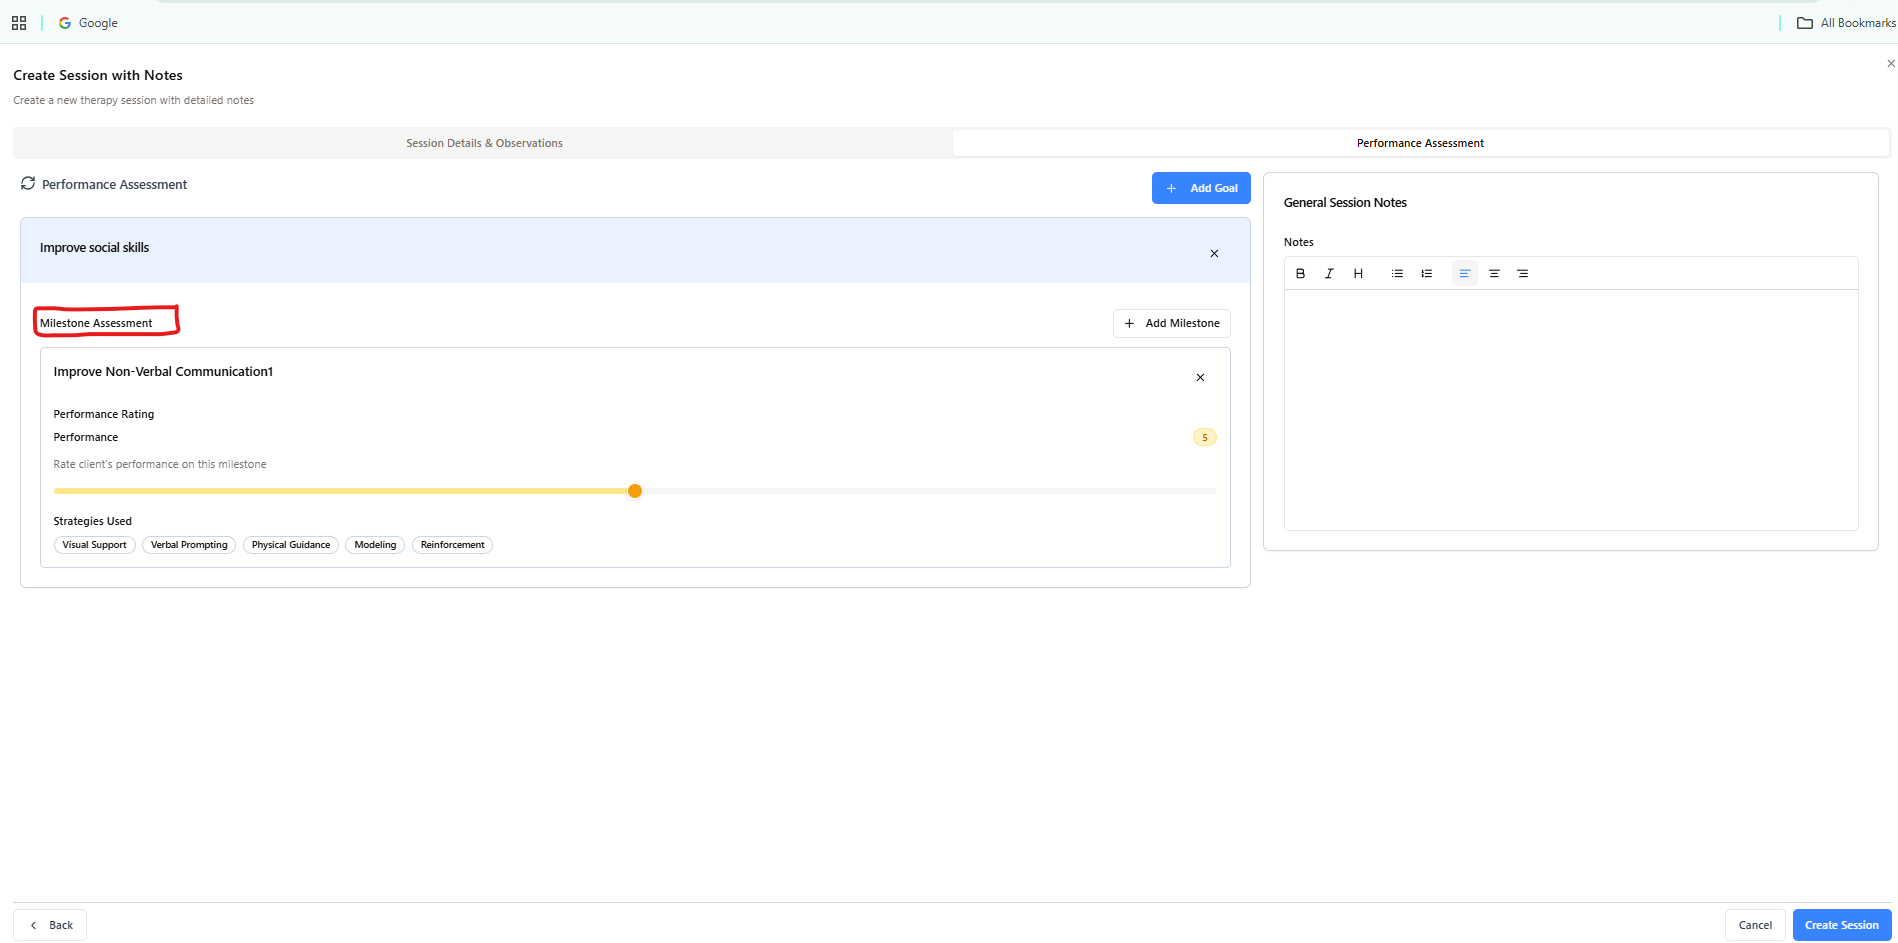 Google
All Bookmarks
Create Session with Notes
Create a new therapy session with detailed notes
Session Details & Observations
Performance Assessment
Performance Assessment
Add Goal
Improve social skills
Milestone Assessment
Add Milestone
Improve Non-Verbal Communication1
Performance Rating
Performance
5
Rate client's performance on this milestone
Strategies Used
Visual Support Verbal Prompting Physical Guidance Modeling Reinforcement
General Session Notes
Notes
B I H
Back
Cancel
Create Session